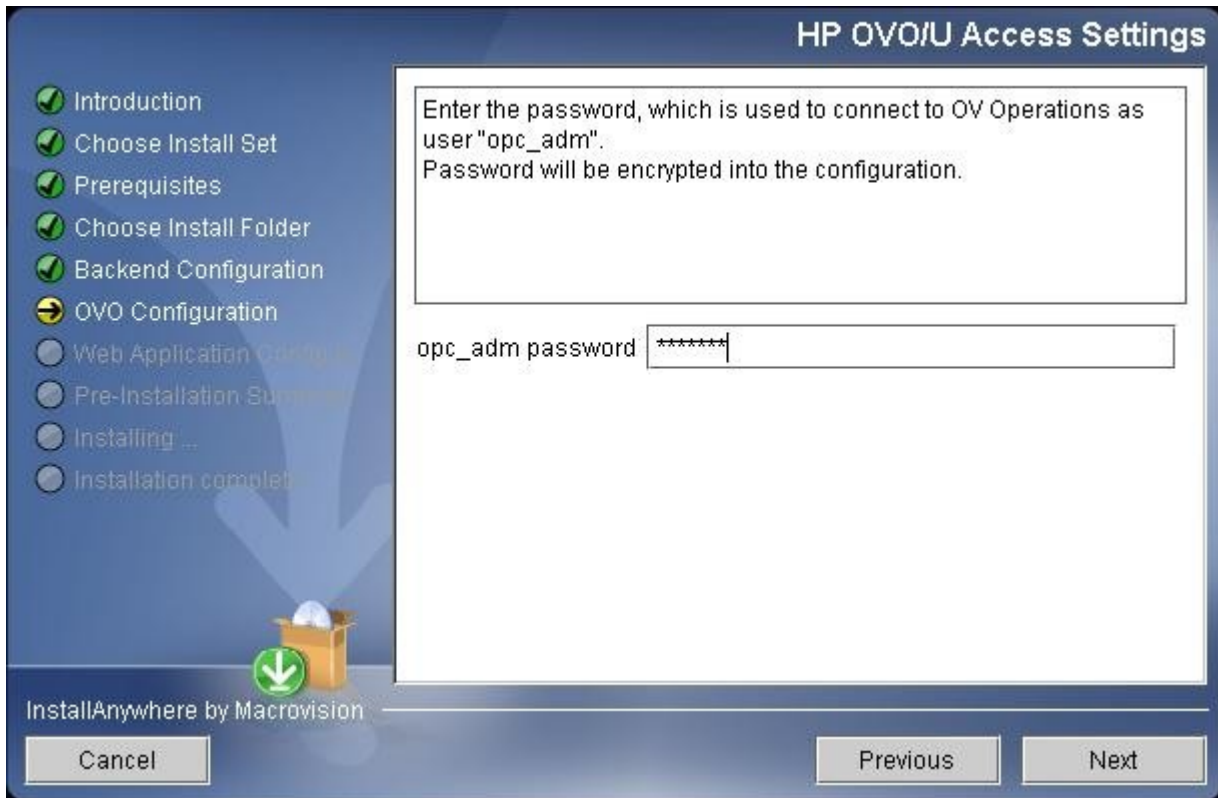 HP OVO/U Access Settings
Introduction
Choose Install Set
Prerequisites
Choose Install Folder
Backend Configuration
OVO Configuration
Web Application
Pre-Installation
Installing ...
Installation complete
Enter the password, which is used to connect to OV Operations as
user "opc_adm".
Password will be encrypted into the configuration.
opc_adm password
*******
InstallAnywhere by Macrovision
Cancel
Previous
Next